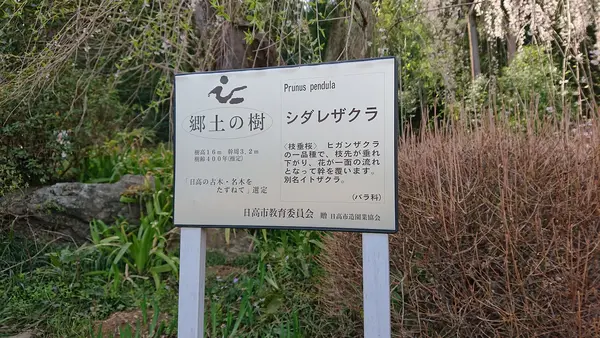 郷土の樹
樹高16m 幹周3.2m
樹齢400年(推定)
「日高の古木・名木を
たずねて」選定
Prunus pendula
シダレザクラ
〈枝垂桜〉 ヒガンザクラ
の一品種で、枝先が垂れ
下がり、花が一面の流れ
となって幹を覆います。
別名イトザクラ。
(バラ科)
日高市教育委員会 贈 日高市造園業協会